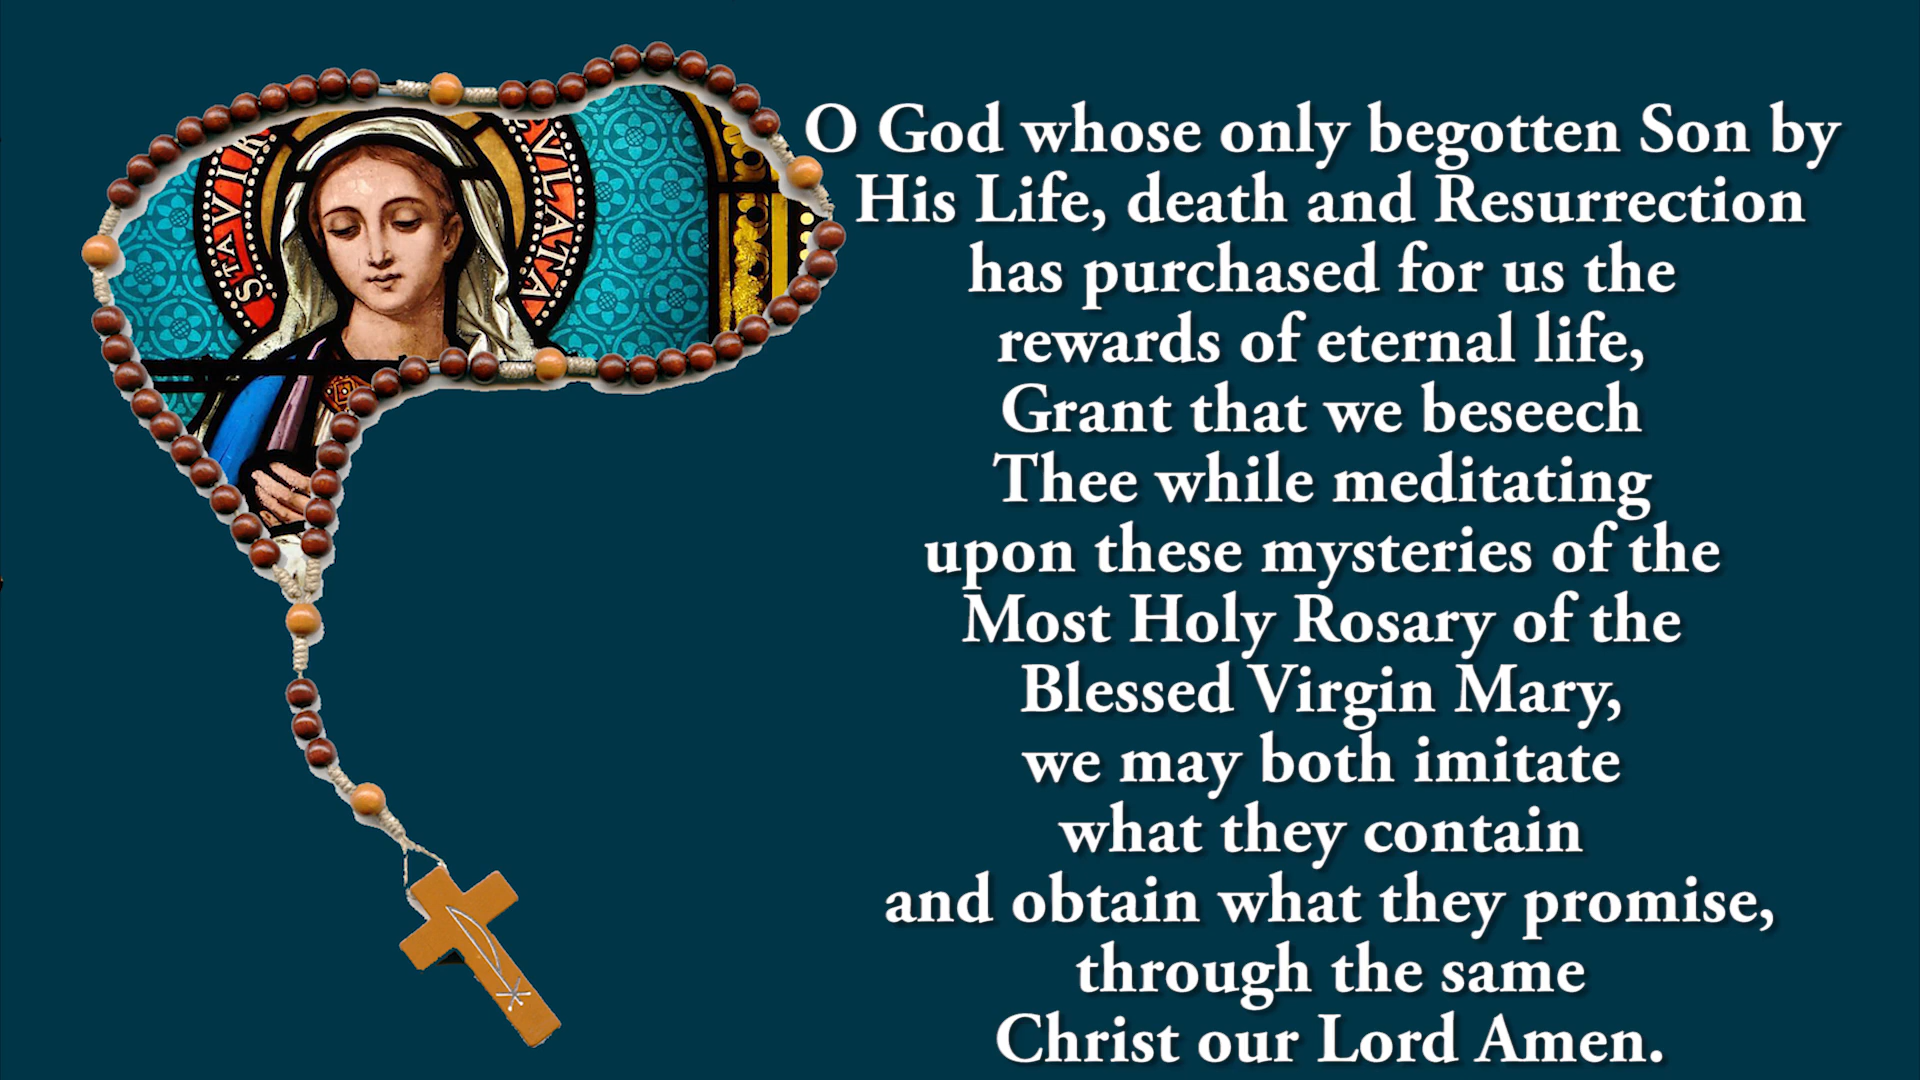 STA VIR
VLATA
O God whose only begotten Son by
His Life, death and Resurrection
has purchased for us the
rewards of eternal life,
Grant that we beseech
Thee while meditating
upon these mysteries of the
Most Holy Rosary of the
Blessed Virgin Mary,
we may both imitate
what they contain
and obtain what they promise,
through the same
Christ our Lord Amen.